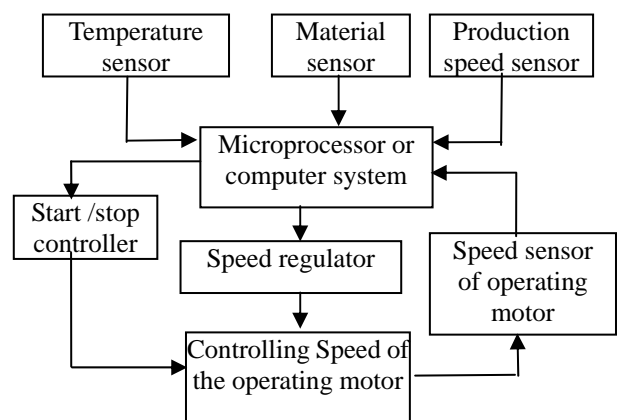 Temperature
sensor
Material
sensor
Production
speed sensor
Microprocessor or
computer system
Start /stop
controller
Speed regulator
Speed sensor
of operating
motor
Controlling Speed of
the operating motor